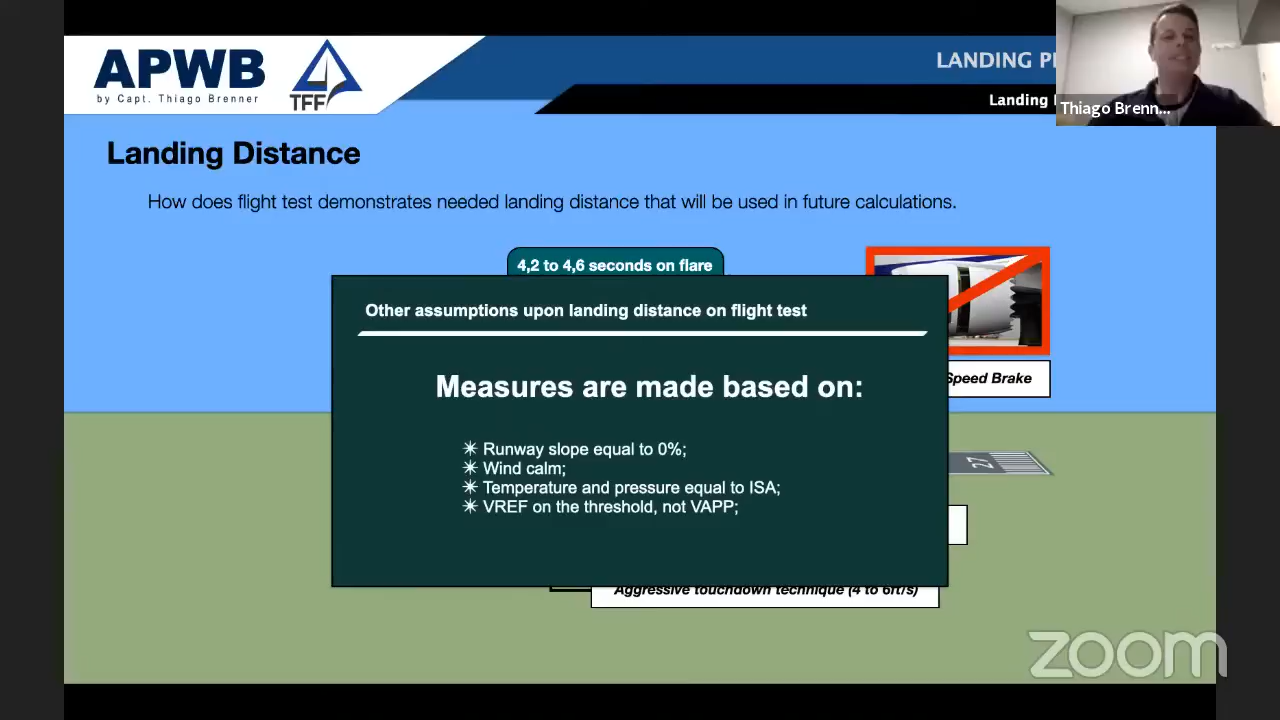 APWB
by Capt. Thiago Brenner
TFF
LANDING P
Landing
Thiago Brenn...
Landing Distance
How does flight test demonstrates needed landing distance that will be used in future calculations.
4,2 to 4,6 seconds on flare
Other assumptions upon landing distance on flight test
Measures are made based on:
✴ Runway slope equal to 0%;
✴ Wind calm;
✴ Temperature and pressure equal to ISA;
✴ VREF on the threshold, not VAPP;
Speed Brake
27
Aggressive touchdown technique (4 to 6ft/s)
zoom